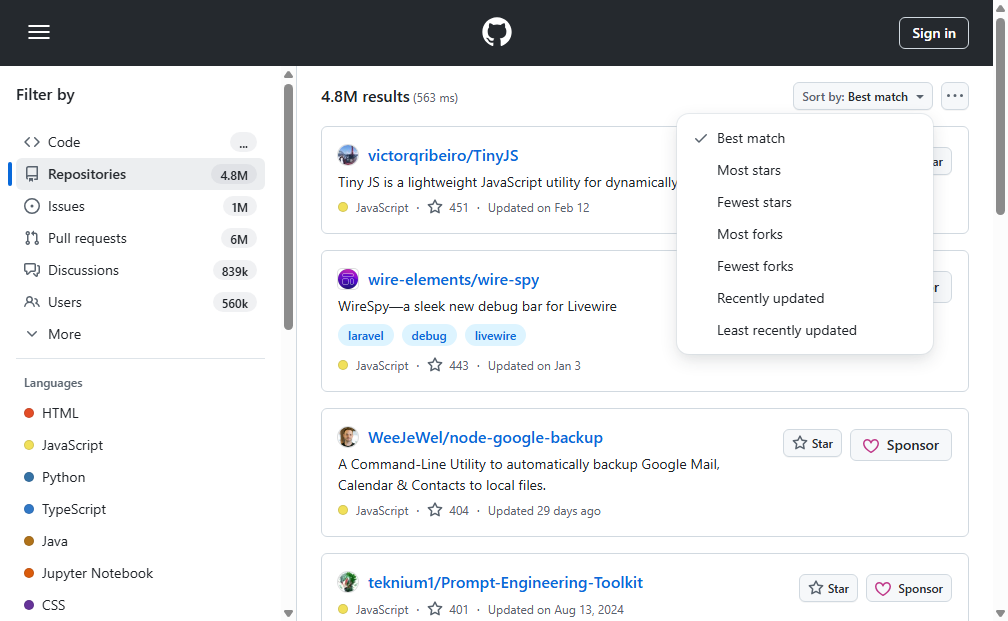 Sign in
Filter by
Code
...
Repositories
4.8M
Issues
1M
Pull requests
6M
Discussions
839k
Users
560k
More
Languages
HTML
JavaScript
Python
TypeScript
Java
Jupyter Notebook
CSS
4.8M results (563 ms)
Sort by: Best match
Best match
Most stars
Fewest stars
Most forks
Fewest forks
Recently updated
Least recently updated
victorqribeiro/TinyJS
Tiny JS is a lightweight JavaScript utility for dynamically
JavaScript · 451 · Updated on Feb 12
wire-elements/wire-spy
WireSpy—a sleek new debug bar for Livewire
laravel debug livewire
JavaScript · 443 · Updated on Jan 3
WeeJeWel/node-google-backup
Star Sponsor
A Command-Line Utility to automatically backup Google Mail,
Calendar & Contacts to local files.
JavaScript · 404 · Updated 29 days ago
teknium1/Prompt-Engineering-Toolkit
Star Sponsor
JavaScript · 401 · Updated on Aug 13, 2024